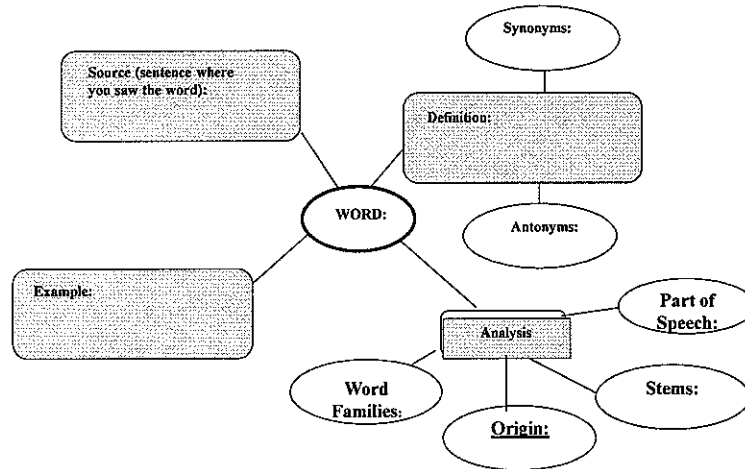 Synonyms:
Source (sentence where
you saw the word):
Definition:
WORD:
Antonyms:
Example:
Part of
Speech:
Analysis
Word
Families:
Stems:
Origin: